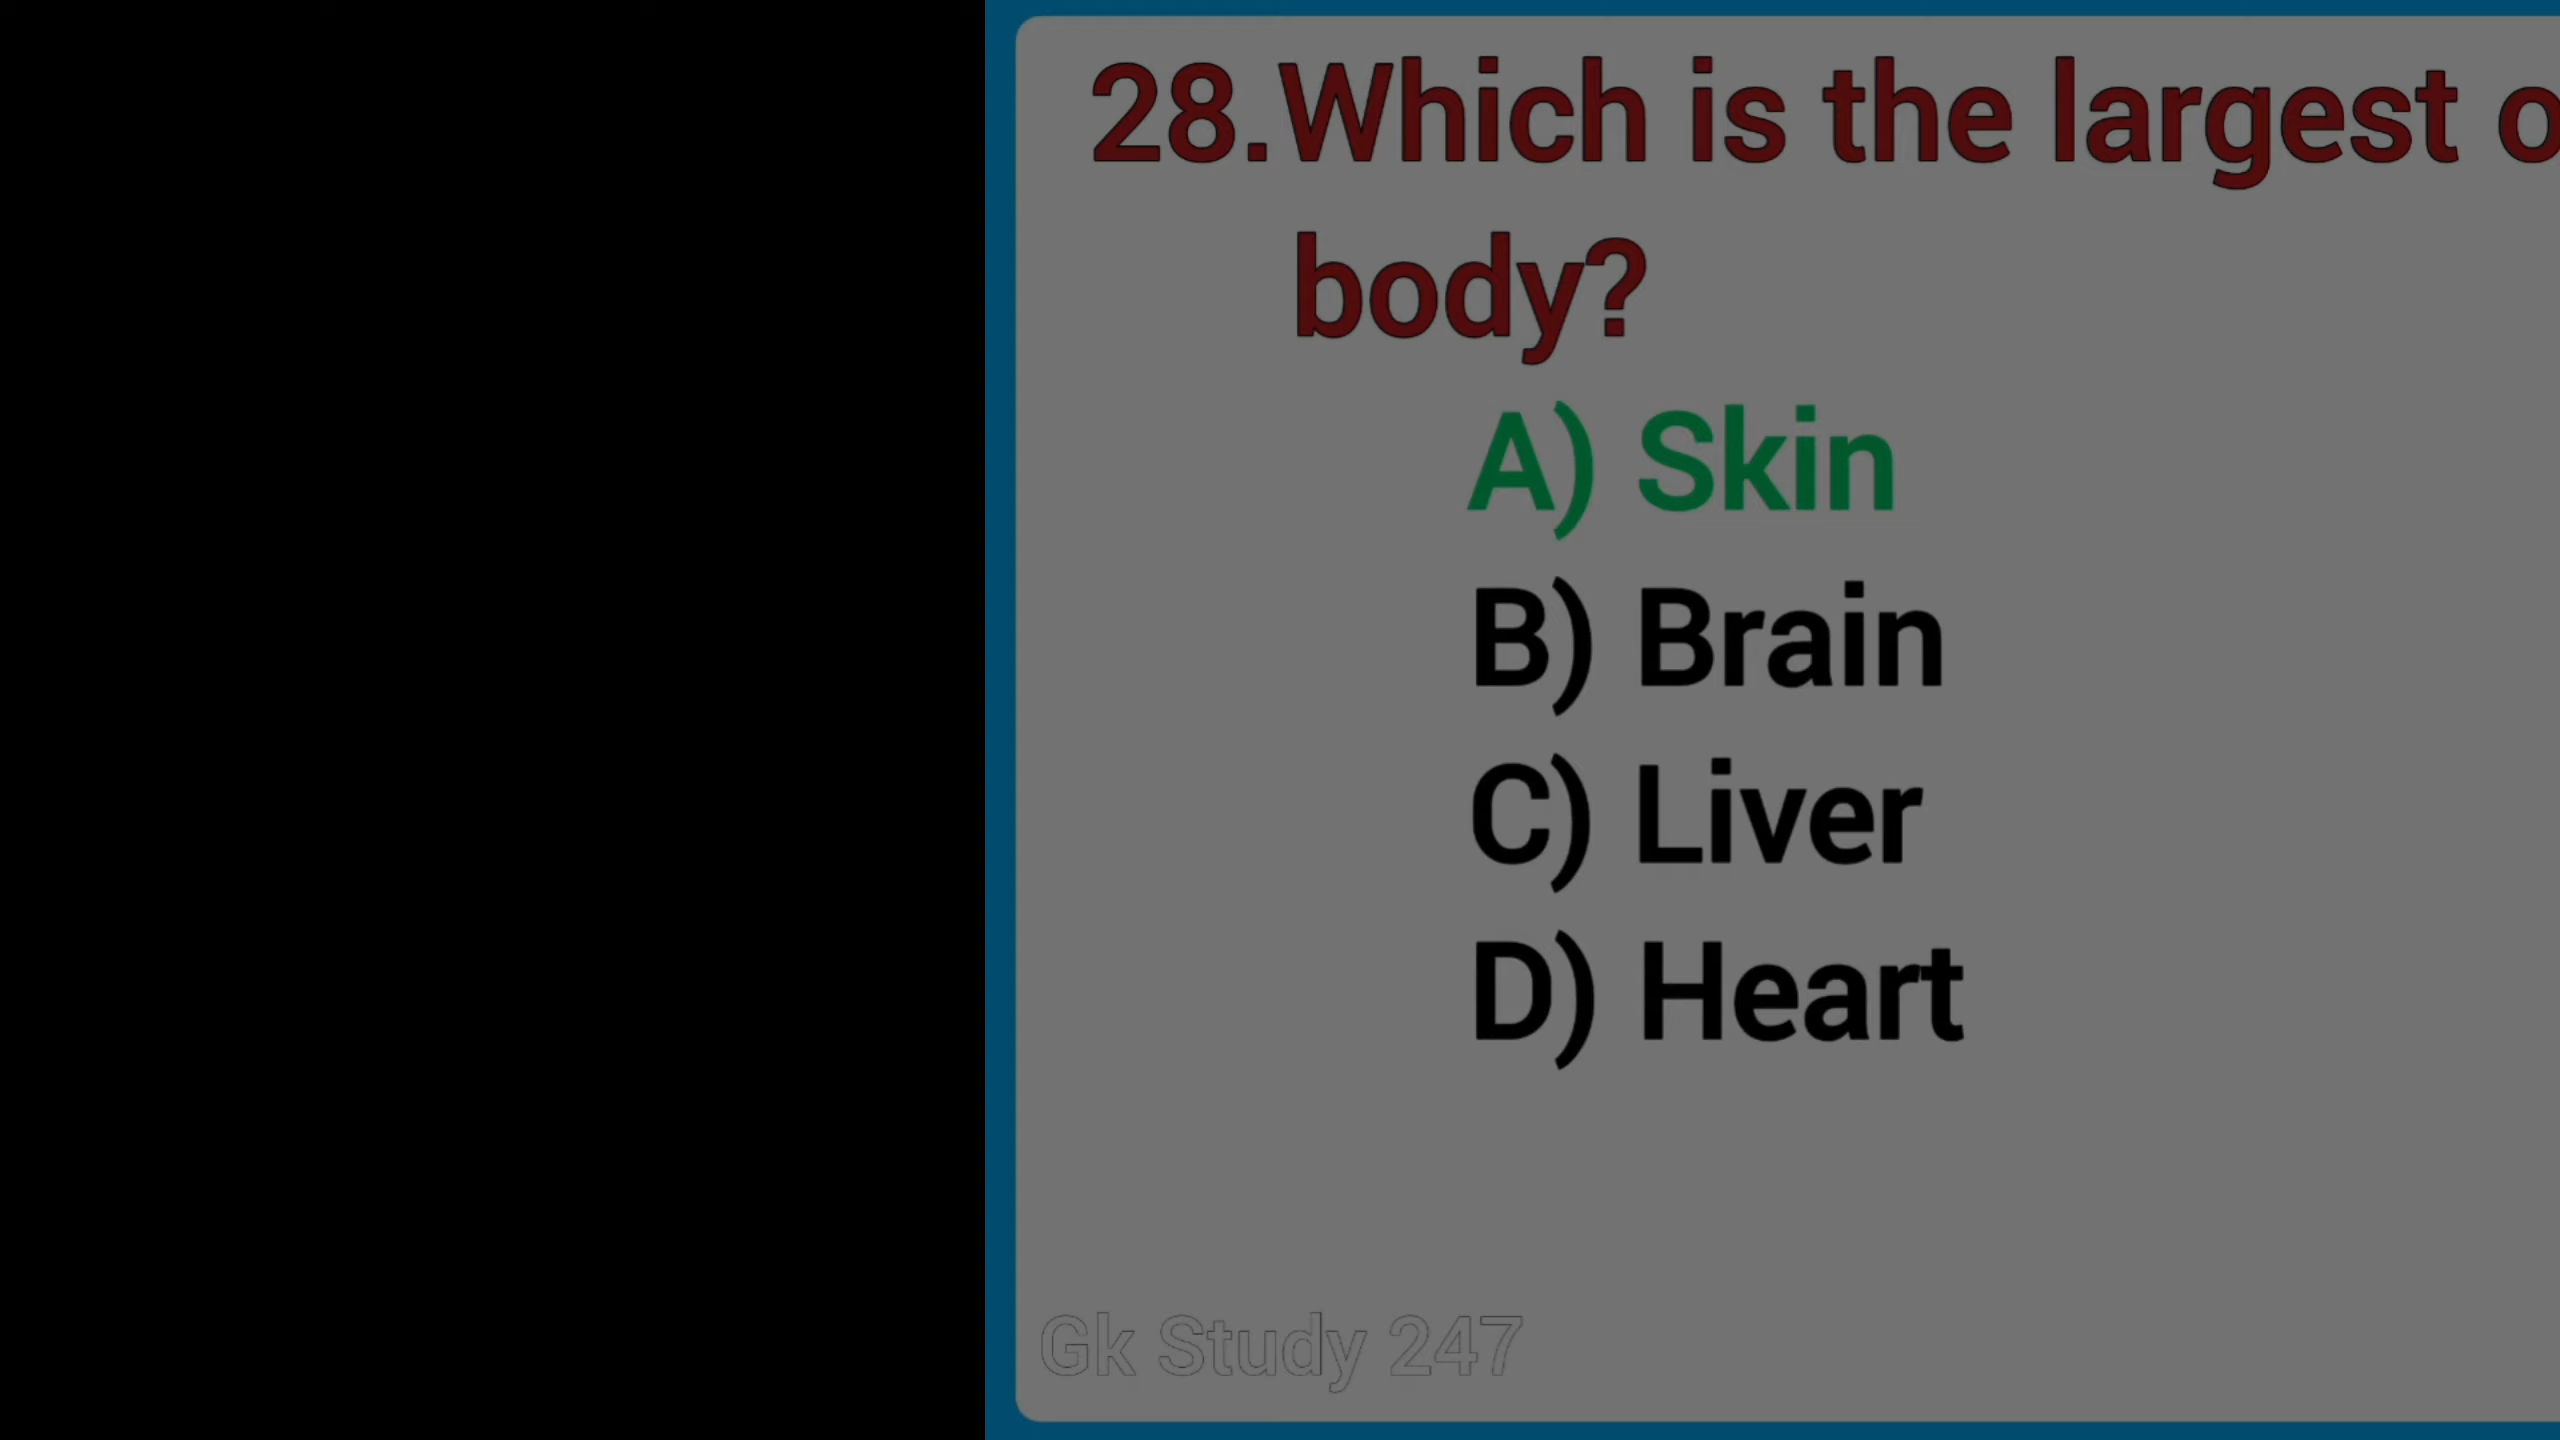 28.Which is the largest
body?
A) Skin
B) Brain
C) Liver
D) Heart
Gk Study 247